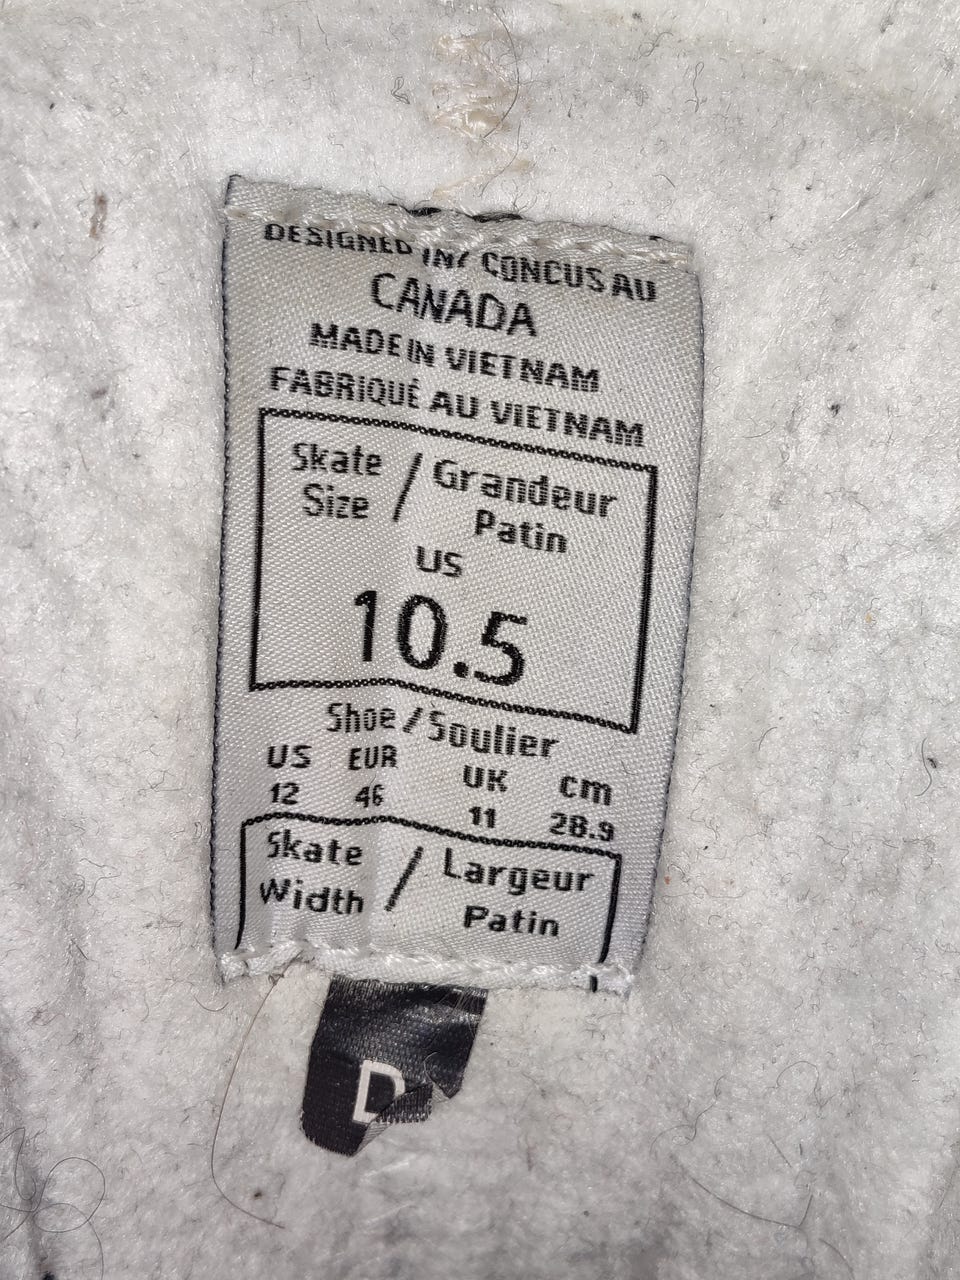 DESIGNED IN/ CONCUS AU
CANADA
MADE IN VIETNAM
FABRIQUÉ AU VIETNAM
Skate / Grandeur
Size Patin
US
10.5
Shoe / Soulier
US EUR UK cm
12 46 11 28.9
Skate / Largeur
Width Patin
D